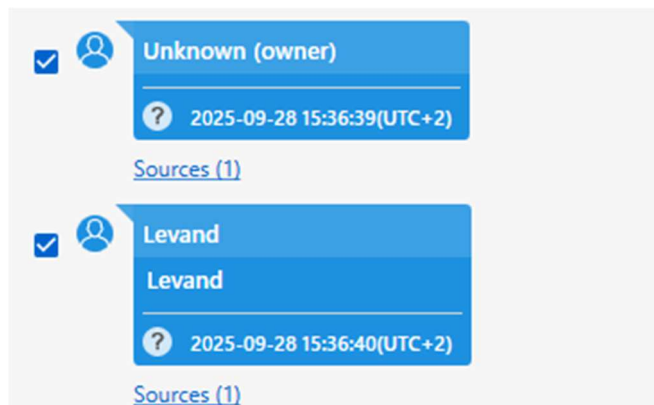 Unknown (owner)
? 2025-09-28 15:36:39(UTC+2)
Sources (1)
Levand
Levand
? 2025-09-28 15:36:40(UTC+2)
Sources (1)